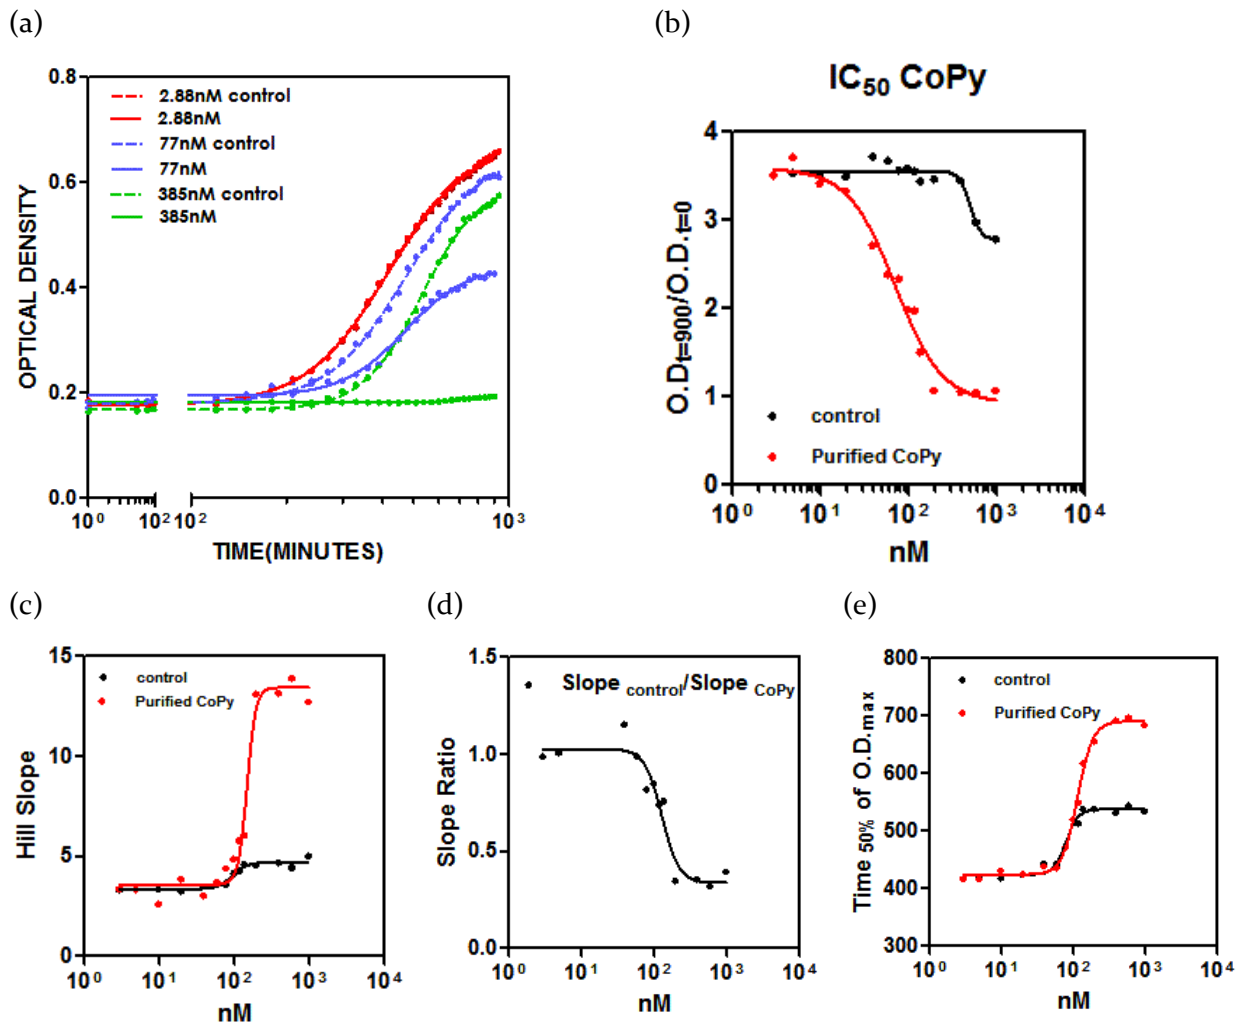 (a)
0.8
0.6
0.4
0.2
0.0
OPTICAL DENSITY
2.88nM control
2.88nM
77nM control
77nM
385nM control
385nM
10⁰ 10² 10² 10³
TIME(MINUTES)
(b)
IC₅₀ CoPy
4
3
2
1
0
O.Dt=900/O.D.t=0
control
Purified CoPy
10⁰ 10¹ 10² 10³ 10⁴
nM
(c)
15
10
5
0
Hill Slope
control
Purified CoPy
10⁰ 10¹ 10² 10³ 10⁴
nM
(d)
1.5
1.0
0.5
0.0
Slope Ratio
Slope control/Slope CoPy
10⁰ 10¹ 10² 10³ 10⁴
nM
(e)
800
700
600
500
400
300
Time 50% of O.D.max
control
Purified CoPy
10⁰ 10¹ 10² 10³ 10⁴
nM